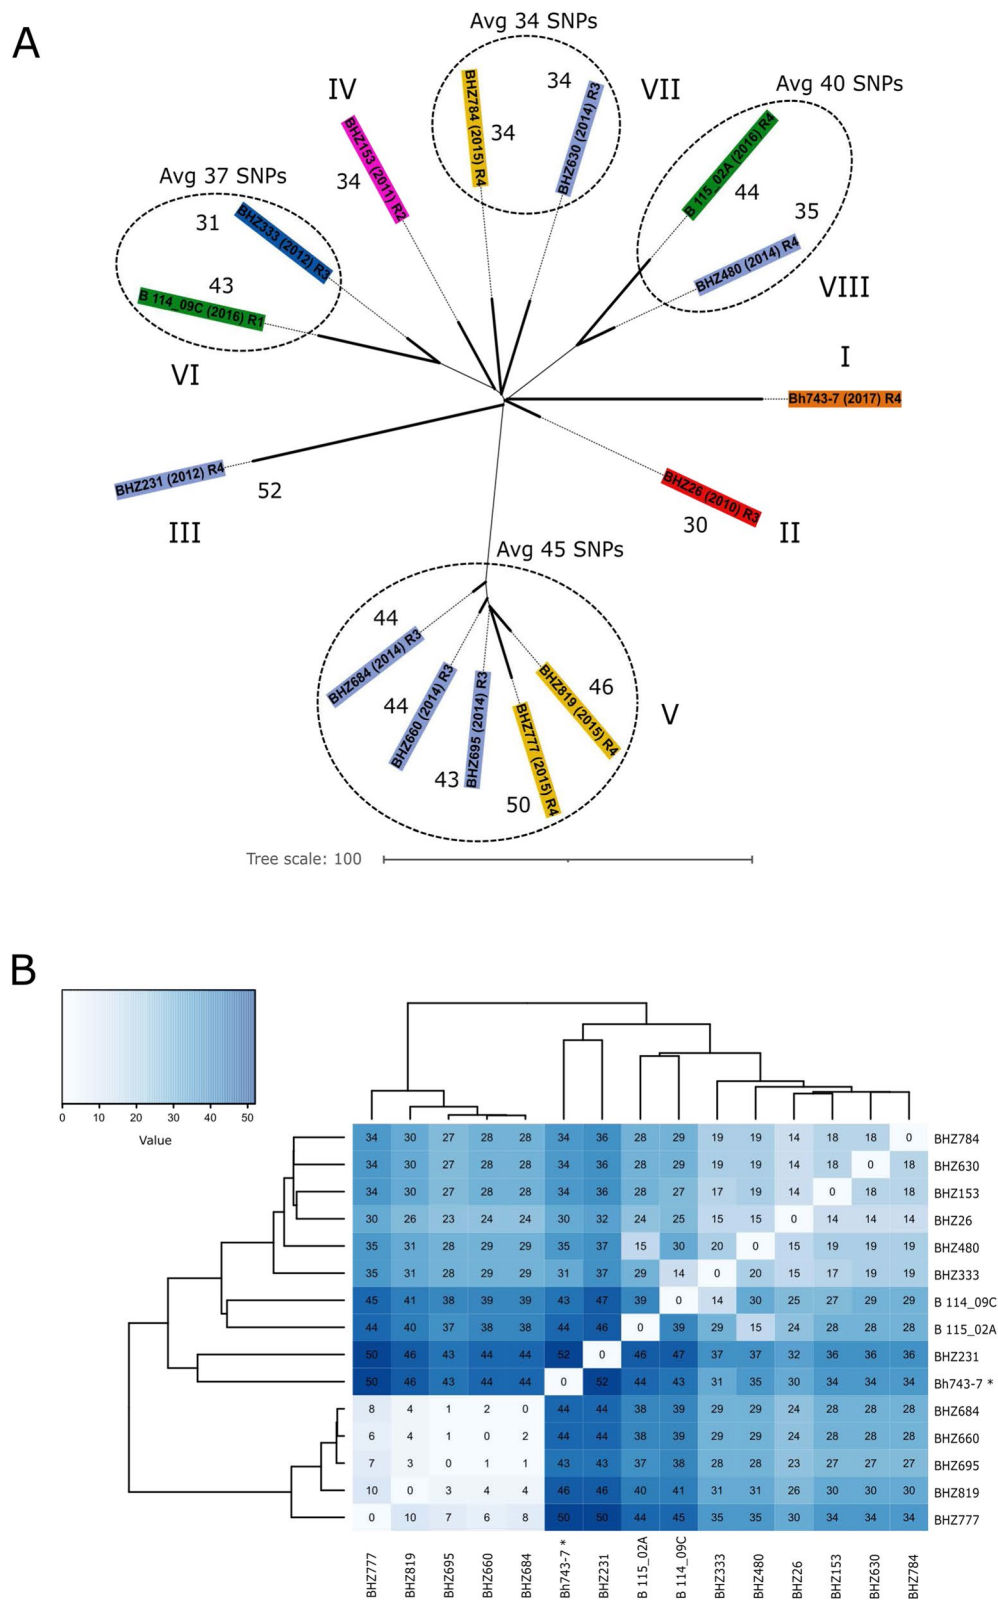 A
Avg 34 SNPs
IV
VII
Avg 40 SNPs
BHZ784 (2015) R4
34
34
BHZ630 (2014) R3
BHZ153 (2011) R2
34
B 115_02A (2016) R4
44
35
BHZ480 (2014) R4
VIII
Avg 37 SNPs
31
BHZ333 (2012) R3
43
B 114_09C (2016) R1
VI
I
Bh743-7 (2017) R4
BHZ231 (2012) R4
52
III
BHZ26 (2010) R3
30
II
Avg 45 SNPs
44
BHZ684 (2014) R3
44
BHZ660 (2014) R3
43
BHZ695 (2014) R3
50
BHZ777 (2015) R4
46
BHZ819 (2015) R4
V
Tree scale: 100
B
0 10 20 30 40 50
Value
34 30 27 28 28 34 36 28 29 19 19 14 18 18 0 BHZ784
34 30 27 28 28 34 36 28 29 19 19 14 18 0 18 BHZ630
34 30 27 28 28 34 36 28 27 17 19 14 0 18 18 BHZ153
30 26 23 24 24 30 32 24 25 15 15 0 14 14 14 BHZ26
35 31 28 29 29 35 37 15 30 20 0 15 19 19 19 BHZ480
35 31 28 29 29 31 37 29 14 0 20 15 17 19 19 BHZ333
45 41 38 39 39 43 47 39 0 14 30 25 27 29 29 B 114_09C
44 40 37 38 38 44 46 0 39 29 15 24 28 28 28 B 115_02A
50 46 43 44 44 52 0 46 47 37 37 32 36 36 36 BHZ231
50 46 43 44 44 0 52 44 43 31 35 30 34 34 34 Bh743-7 *
8 4 1 2 0 44 44 38 39 29 29 24 28 28 28 BHZ684
6 4 1 0 2 44 44 38 39 29 29 24 28 28 28 BHZ660
7 3 0 1 1 43 43 37 38 28 28 23 27 27 27 BHZ695
10 0 3 4 4 46 46 40 41 31 31 26 30 30 30 BHZ819
0 10 7 6 8 50 50 44 45 35 35 30 34 34 34 BHZ777
BHZ777 BHZ819 BHZ695 BHZ660 BHZ684 Bh743-7 * BHZ231 B 115_02A B 114_09C BHZ333 BHZ480 BHZ26 BHZ153 BHZ630 BHZ784